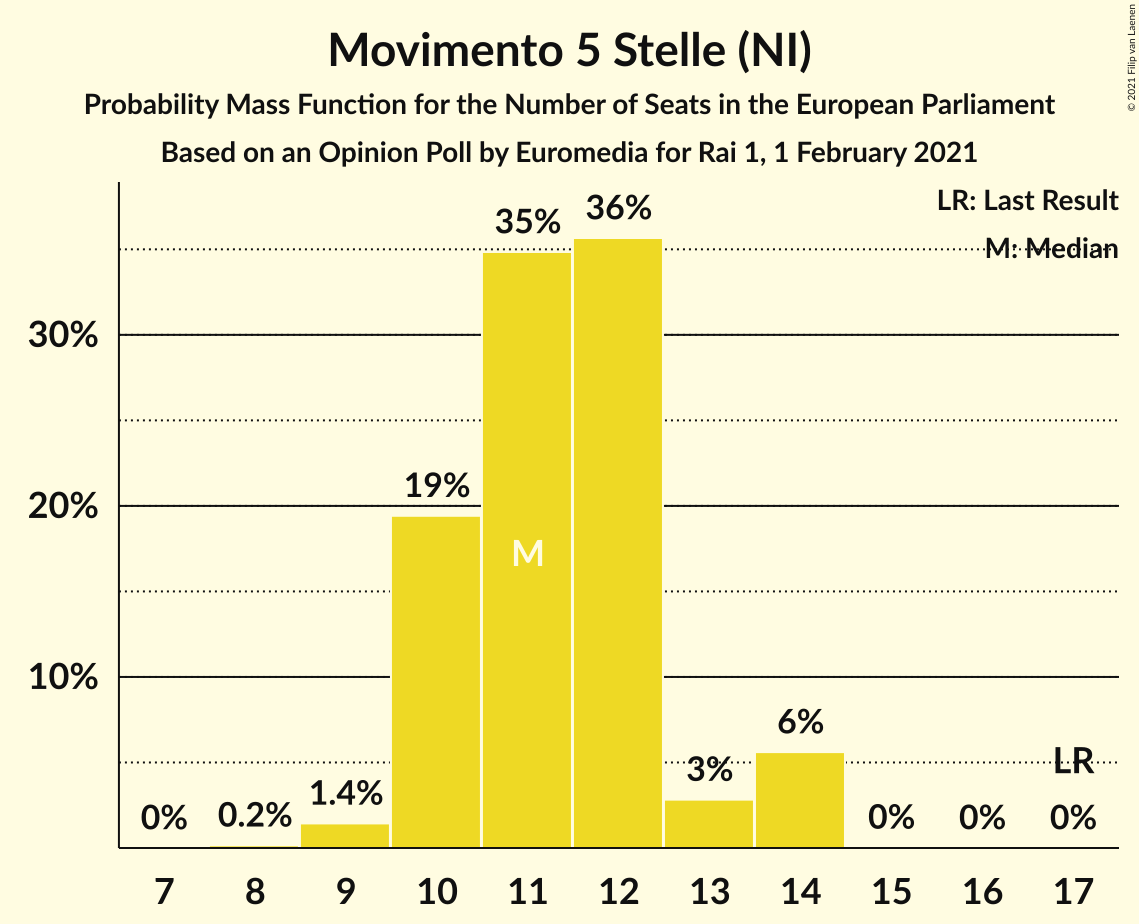 Movimento 5 Stelle (NI)
Probability Mass Function for the Number of Seats in the European Parliament
Based on an Opinion Poll by Euromedia for Rai 1, 1 February 2021
© 2021 Filip van Laenen
LR: Last Result
M: Median
30%
20%
10%
0%
0.2%
1.4%
19%
35%
M
36%
3%
6%
0%
0%
LR
0%
7 8 9 10 11 12 13 14 15 16 17